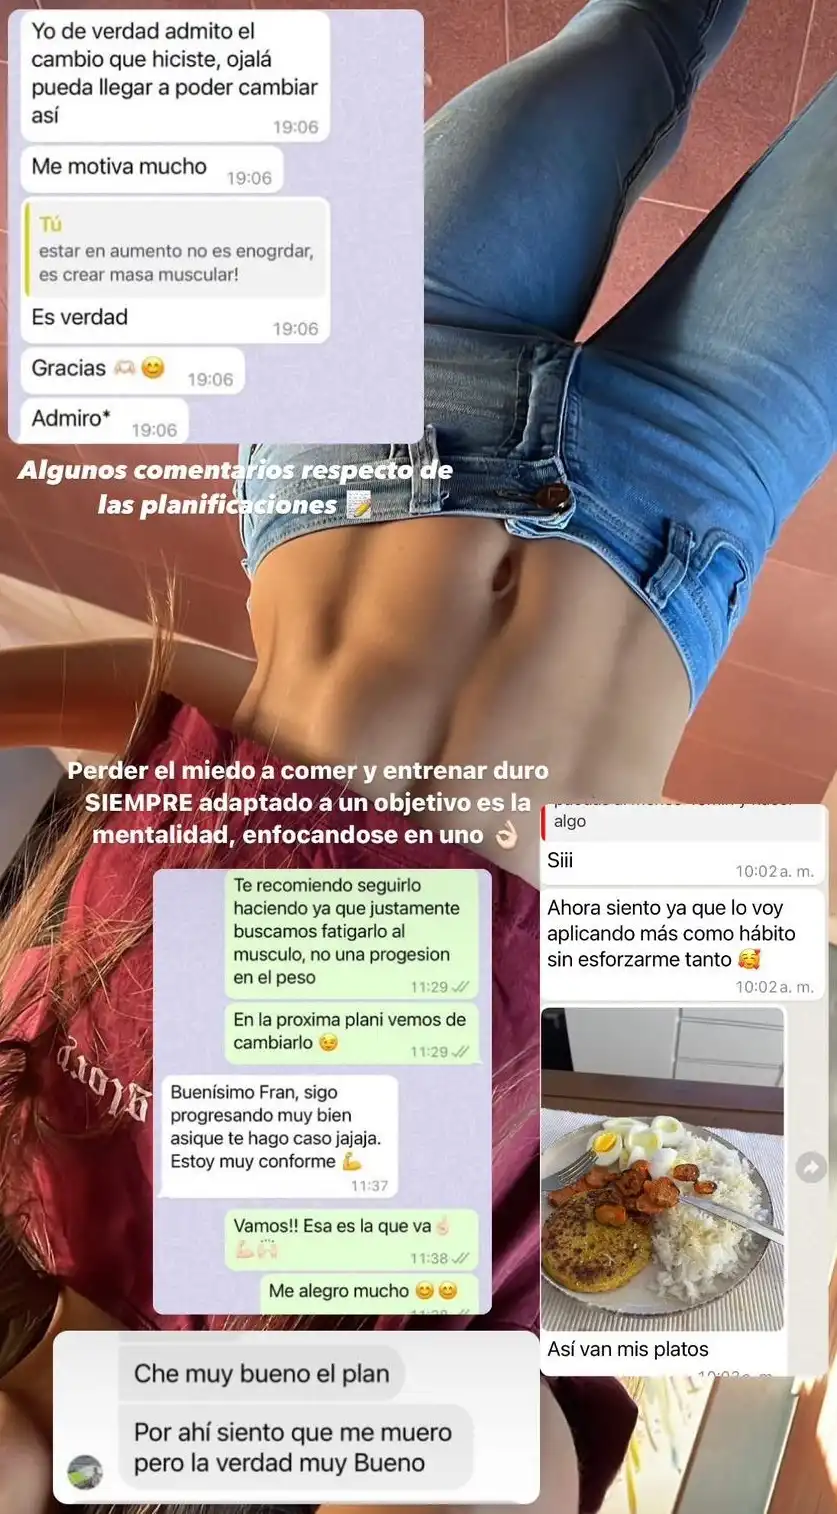 Yo de verdad admito el
cambio que hiciste, ojalá
pueda llegar a poder cambiar
así
19:06
Me motiva mucho
19:06
Tú
estar en aumento no es enogrdar,
es crear masa muscular!
Es verdad
19:06
Gracias 🫶🏻😊
19:06
Admiro*
19:06
Algunos comentarios respecto de
las planificaciones 📝
Perder el miedo a comer y entrenar duro
SIEMPRE adaptado a un objetivo es la
mentalidad, enfocandose en uno 👌🏻
algo
Siii
10:02 a. m.
Ahora siento ya que lo voy
aplicando más como hábito
sin esforzarme tanto 🥰
10:02 a. m.
Así van mis platos
Te recomiendo seguirlo
haciendo ya que justamente
buscamos fatigarlo al
musculo, no una progesion
en el peso
11:29
En la proxima plani vemos de
cambiarlo 😉
11:29
Buenísimo Fran, sigo
progresando muy bien
asique te hago caso jajaja.
Estoy muy conforme 💪
11:37
Vamos!! Esa es la que va ☝🏻
💪🏻🙌🏻
11:38
Me alegro mucho 😊😊
Che muy bueno el plan
Por ahí siento que me muero
pero la verdad muy Bueno